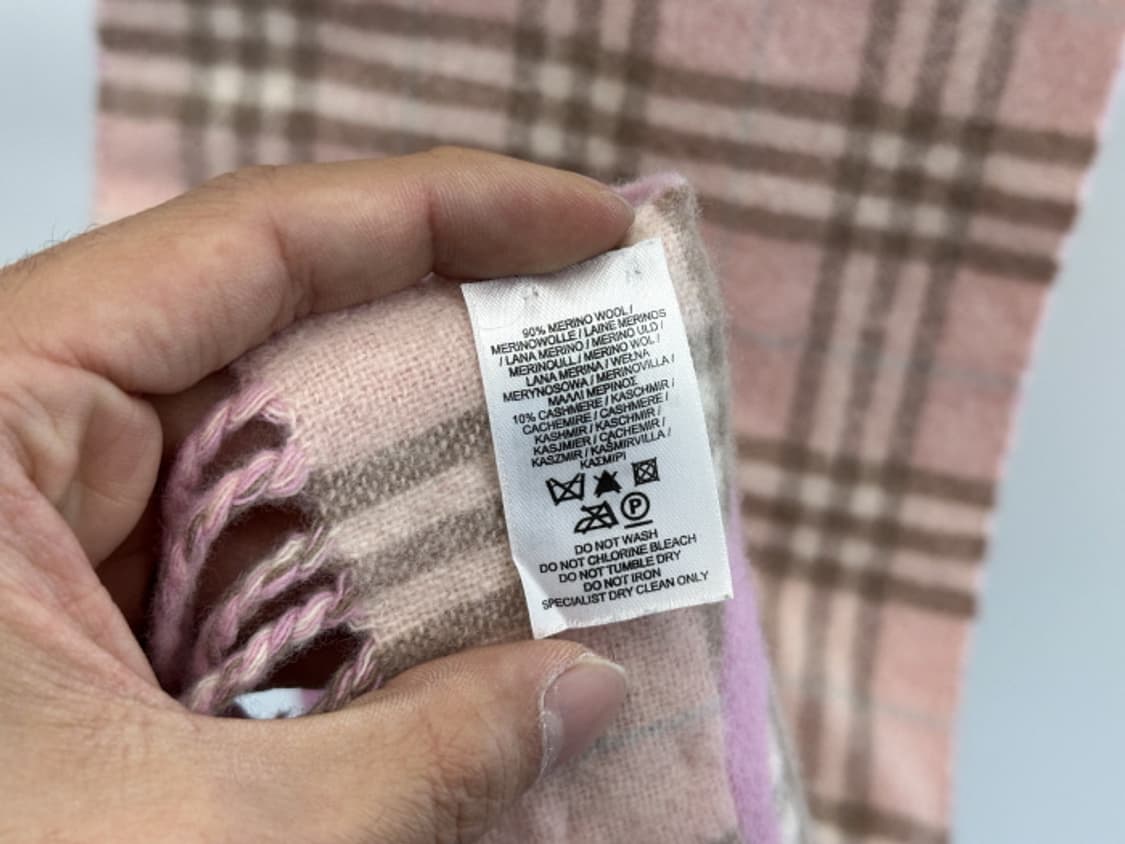 90% MERINO WOOL /
MERINOWOLLE / LAINE MERINOS
/ LANA MERINO / MERINO ULD /
MERINOULL / MERINO WOL /
LANA MERINA / WEŁNA
MERYNOSOWA / MERINOVILLA /
ΜΑΛΛΙ ΜΕΡΙΝΟΣ
10% CASHMERE / KASCHMIR /
CACHEMIRE / CASHMERE /
KASHMIR / KASCHMIR /
KASJMIER / CACHEMIR /
KASZMIR / KAŠMIRVILLA /
ΚΑΣΜΙΡΙ
P
DO NOT WASH
DO NOT CHLORINE BLEACH
DO NOT TUMBLE DRY
DO NOT IRON
SPECIALIST DRY CLEAN ONLY